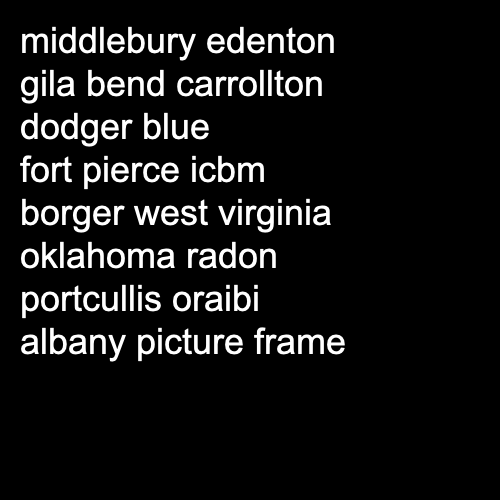 middlebury edenton
gila bend carrollton
dodger blue
fort pierce icbm
borger west virginia
oklahoma radon
portcullis oraibi
albany picture frame